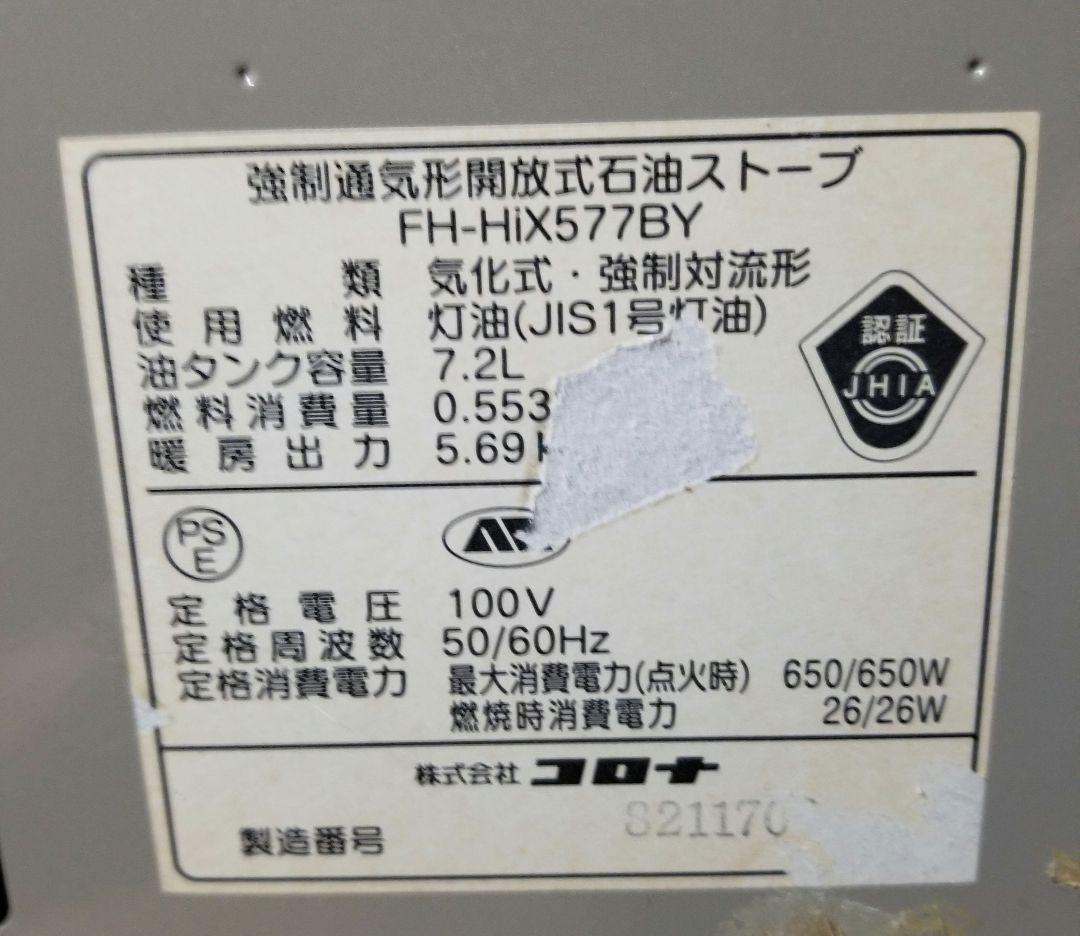 強制通気形開放式石油ストーブ
FH-HiX577BY
種類 気化式・強制対流形
使用燃料 灯油(JIS1号灯油)
油タンク容量 7.2L
燃料消費量 0.553
暖房出力 5.69
認証
JHIA
PS
E
定格電圧 100V
定格周波数 50/60Hz
定格消費電力 最大消費電力(点火時) 650/650W
燃焼時消費電力 26/26W
株式会社 コロナ
製造番号 821170